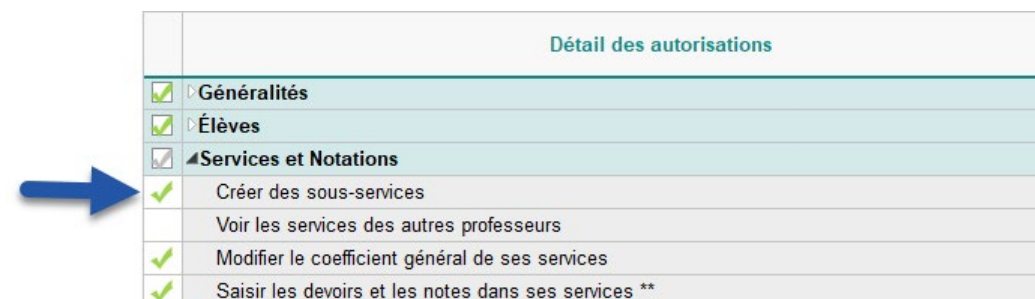 Détail des autorisations
Généralités
Élèves
Services et Notations
Créer des sous-services
Voir les services des autres professeurs
Modifier le coefficient général de ses services
Saisir les devoirs et les notes dans ses services **